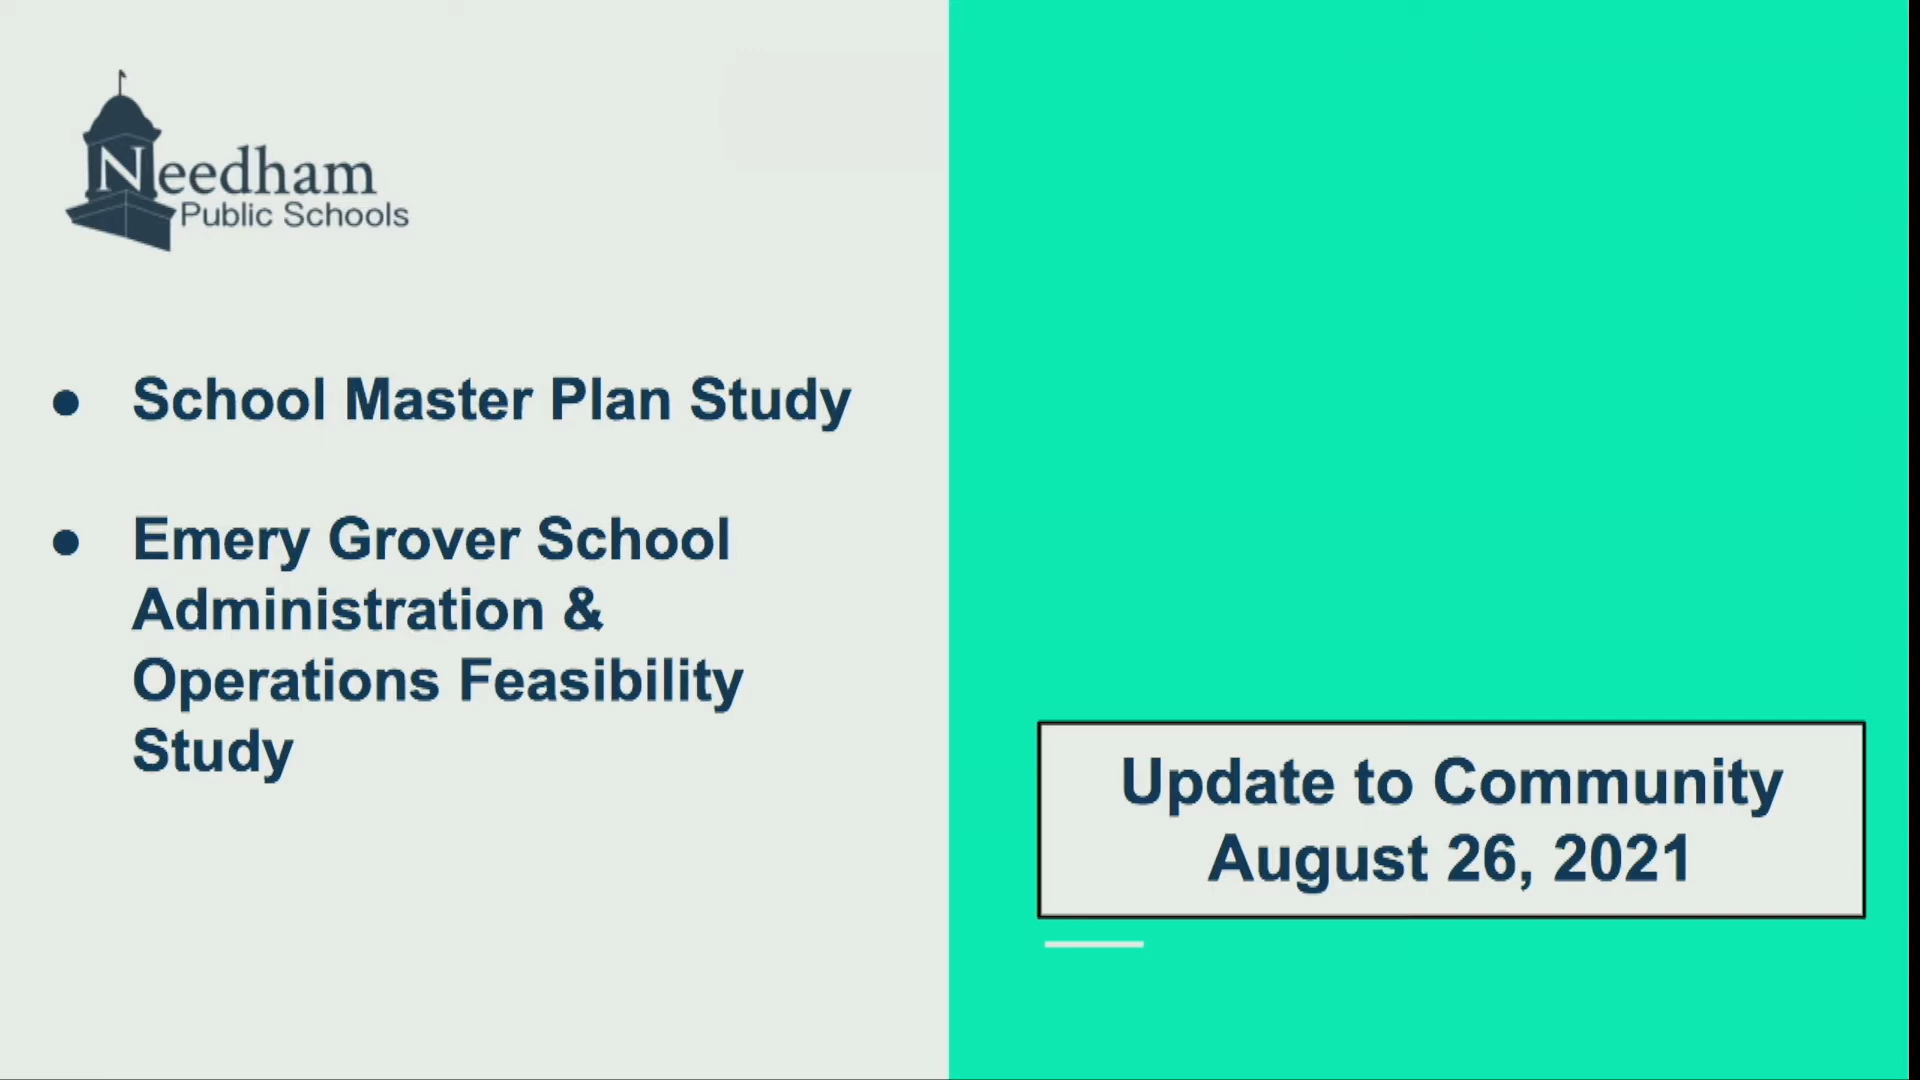 Needham
Public Schools
● School Master Plan Study
● Emery Grover School
Administration &
Operations Feasibility
Study
Update to Community
August 26, 2021